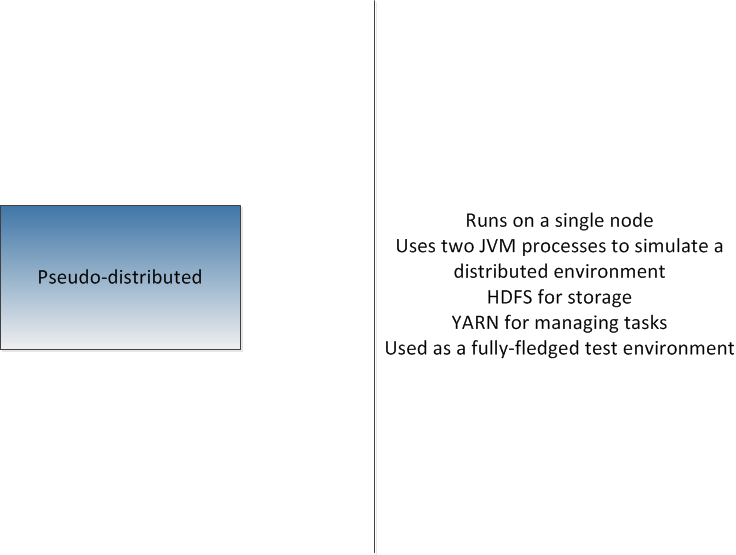 Pseudo-distributed
Runs on a single node
Uses two JVM processes to simulate a
distributed environment
HDFS for storage
YARN for managing tasks
Used as a fully-fledged test environment